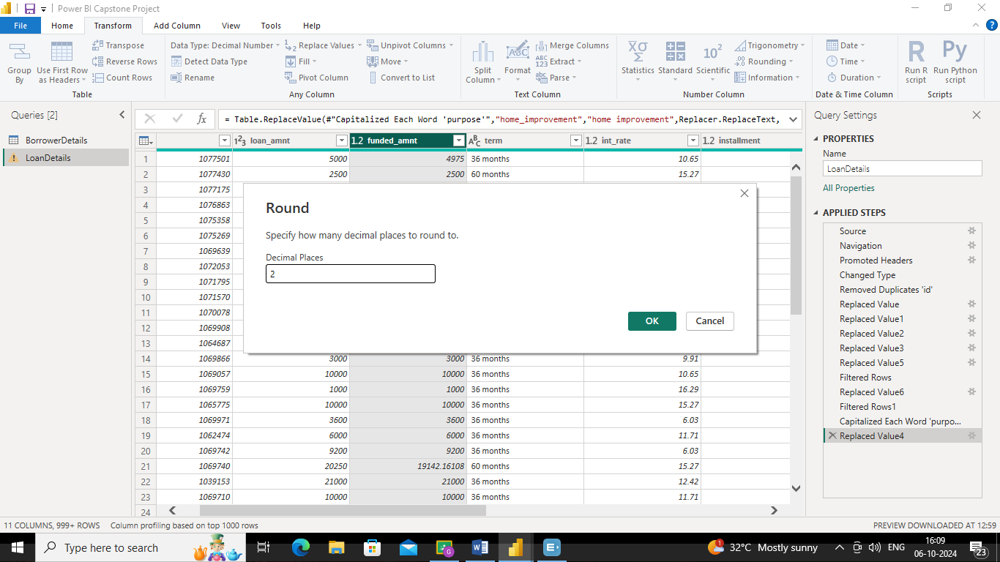 Power BI Capstone Project
File Home Transform Add Column View Tools Help
Group By
Use First Row as Headers
Transpose
Reverse Rows
Count Rows
Table
Data Type: Decimal Number
Detect Data Type
Rename
Replace Values
Fill
Pivot Column
Unpivot Columns
Move
Convert to List
Any Column
Split Column
Format
ABC
Merge Columns
Extract
Parse
Text Column
Statistics
Standard
Scientific
Trigonometry
Rounding
Information
Number Column
Date
Time
Duration
Date & Time Column
Run R script
Run Python script
Scripts
Queries [2]
BorrowerDetails
LoanDetails
= Table.ReplaceValue(#"Capitalized Each Word 'purpose'","home_improvement","home improvement",Replacer.ReplaceText,
loan_amnt 1.2 funded_amnt term 1.2 int_rate 1.2 installment
1 1077501 5000 4975 36 months 10.65
2 1077430 2500 2500 60 months 15.27
3 1077175
4 1076863
5 1075358
6 1075269
7 1069639
8 1072053
9 1071795
10 1071570
11 1070078
12 1069908
13 1064687
14 1069866 3000 3000 36 months 9.91
15 1069057 10000 10000 36 months 10.65
16 1069759 1000 1000 36 months 16.29
17 1065775 10000 10000 36 months 15.27
18 1069971 3600 3600 36 months 6.03
19 1062474 6000 6000 36 months 11.71
20 1069742 9200 9200 36 months 6.03
21 1069740 20250 19142.16108 60 months 15.27
22 1039153 21000 21000 36 months 12.42
23 1069710 10000 10000 36 months 11.71
24
Round
Specify how many decimal places to round to.
Decimal Places
2
OK Cancel
Query Settings
PROPERTIES
Name
LoanDetails
All Properties
APPLIED STEPS
Source
Navigation
Promoted Headers
Changed Type
Removed Duplicates 'id'
Replaced Value
Replaced Value1
Replaced Value2
Replaced Value3
Replaced Value5
Filtered Rows
Replaced Value6
Filtered Rows1
Capitalized Each Word 'purpo...
Replaced Value4
11 COLUMNS, 999+ ROWS Column profiling based on top 1000 rows
PREVIEW DOWNLOADED AT 12:59
Type here to search
32°C Mostly sunny
ENG
16:09
06-10-2024
23